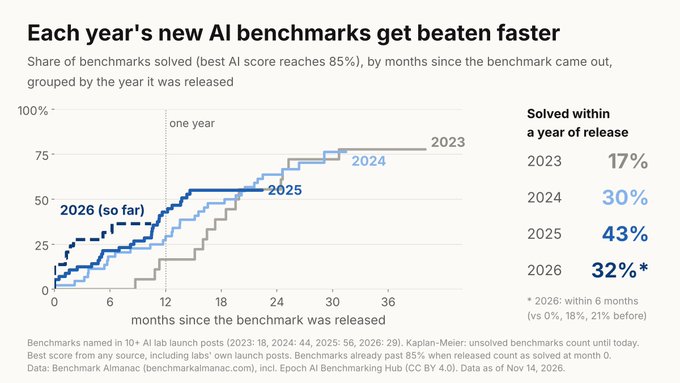 Each year's new AI benchmarks get beaten faster
Share of benchmarks solved (best AI score reaches 85%), by months since the benchmark came out,
grouped by the year it was released
100%
75
50
25
0
one year
2023
2024
2025
2026 (so far)
0
6
12
18
24
30
36
months since the benchmark was released
Solved within
a year of release
2023 17%
2024 30%
2025 43%
2026 32%*
* 2026: within 6 months
(vs 0%, 18%, 21% before)
Benchmarks named in 10+ AI lab launch posts (2023: 18, 2024: 44, 2025: 56, 2026: 29). Kaplan-Meier: unsolved benchmarks count until today.
Best score from any source, including labs' own launch posts. Benchmarks already past 85% when released count as solved at month 0.
Data: Benchmark Almanac (benchmarkalmanac.com), incl. Epoch AI Benchmarking Hub (CC BY 4.0). Data as of Nov 14, 2026.